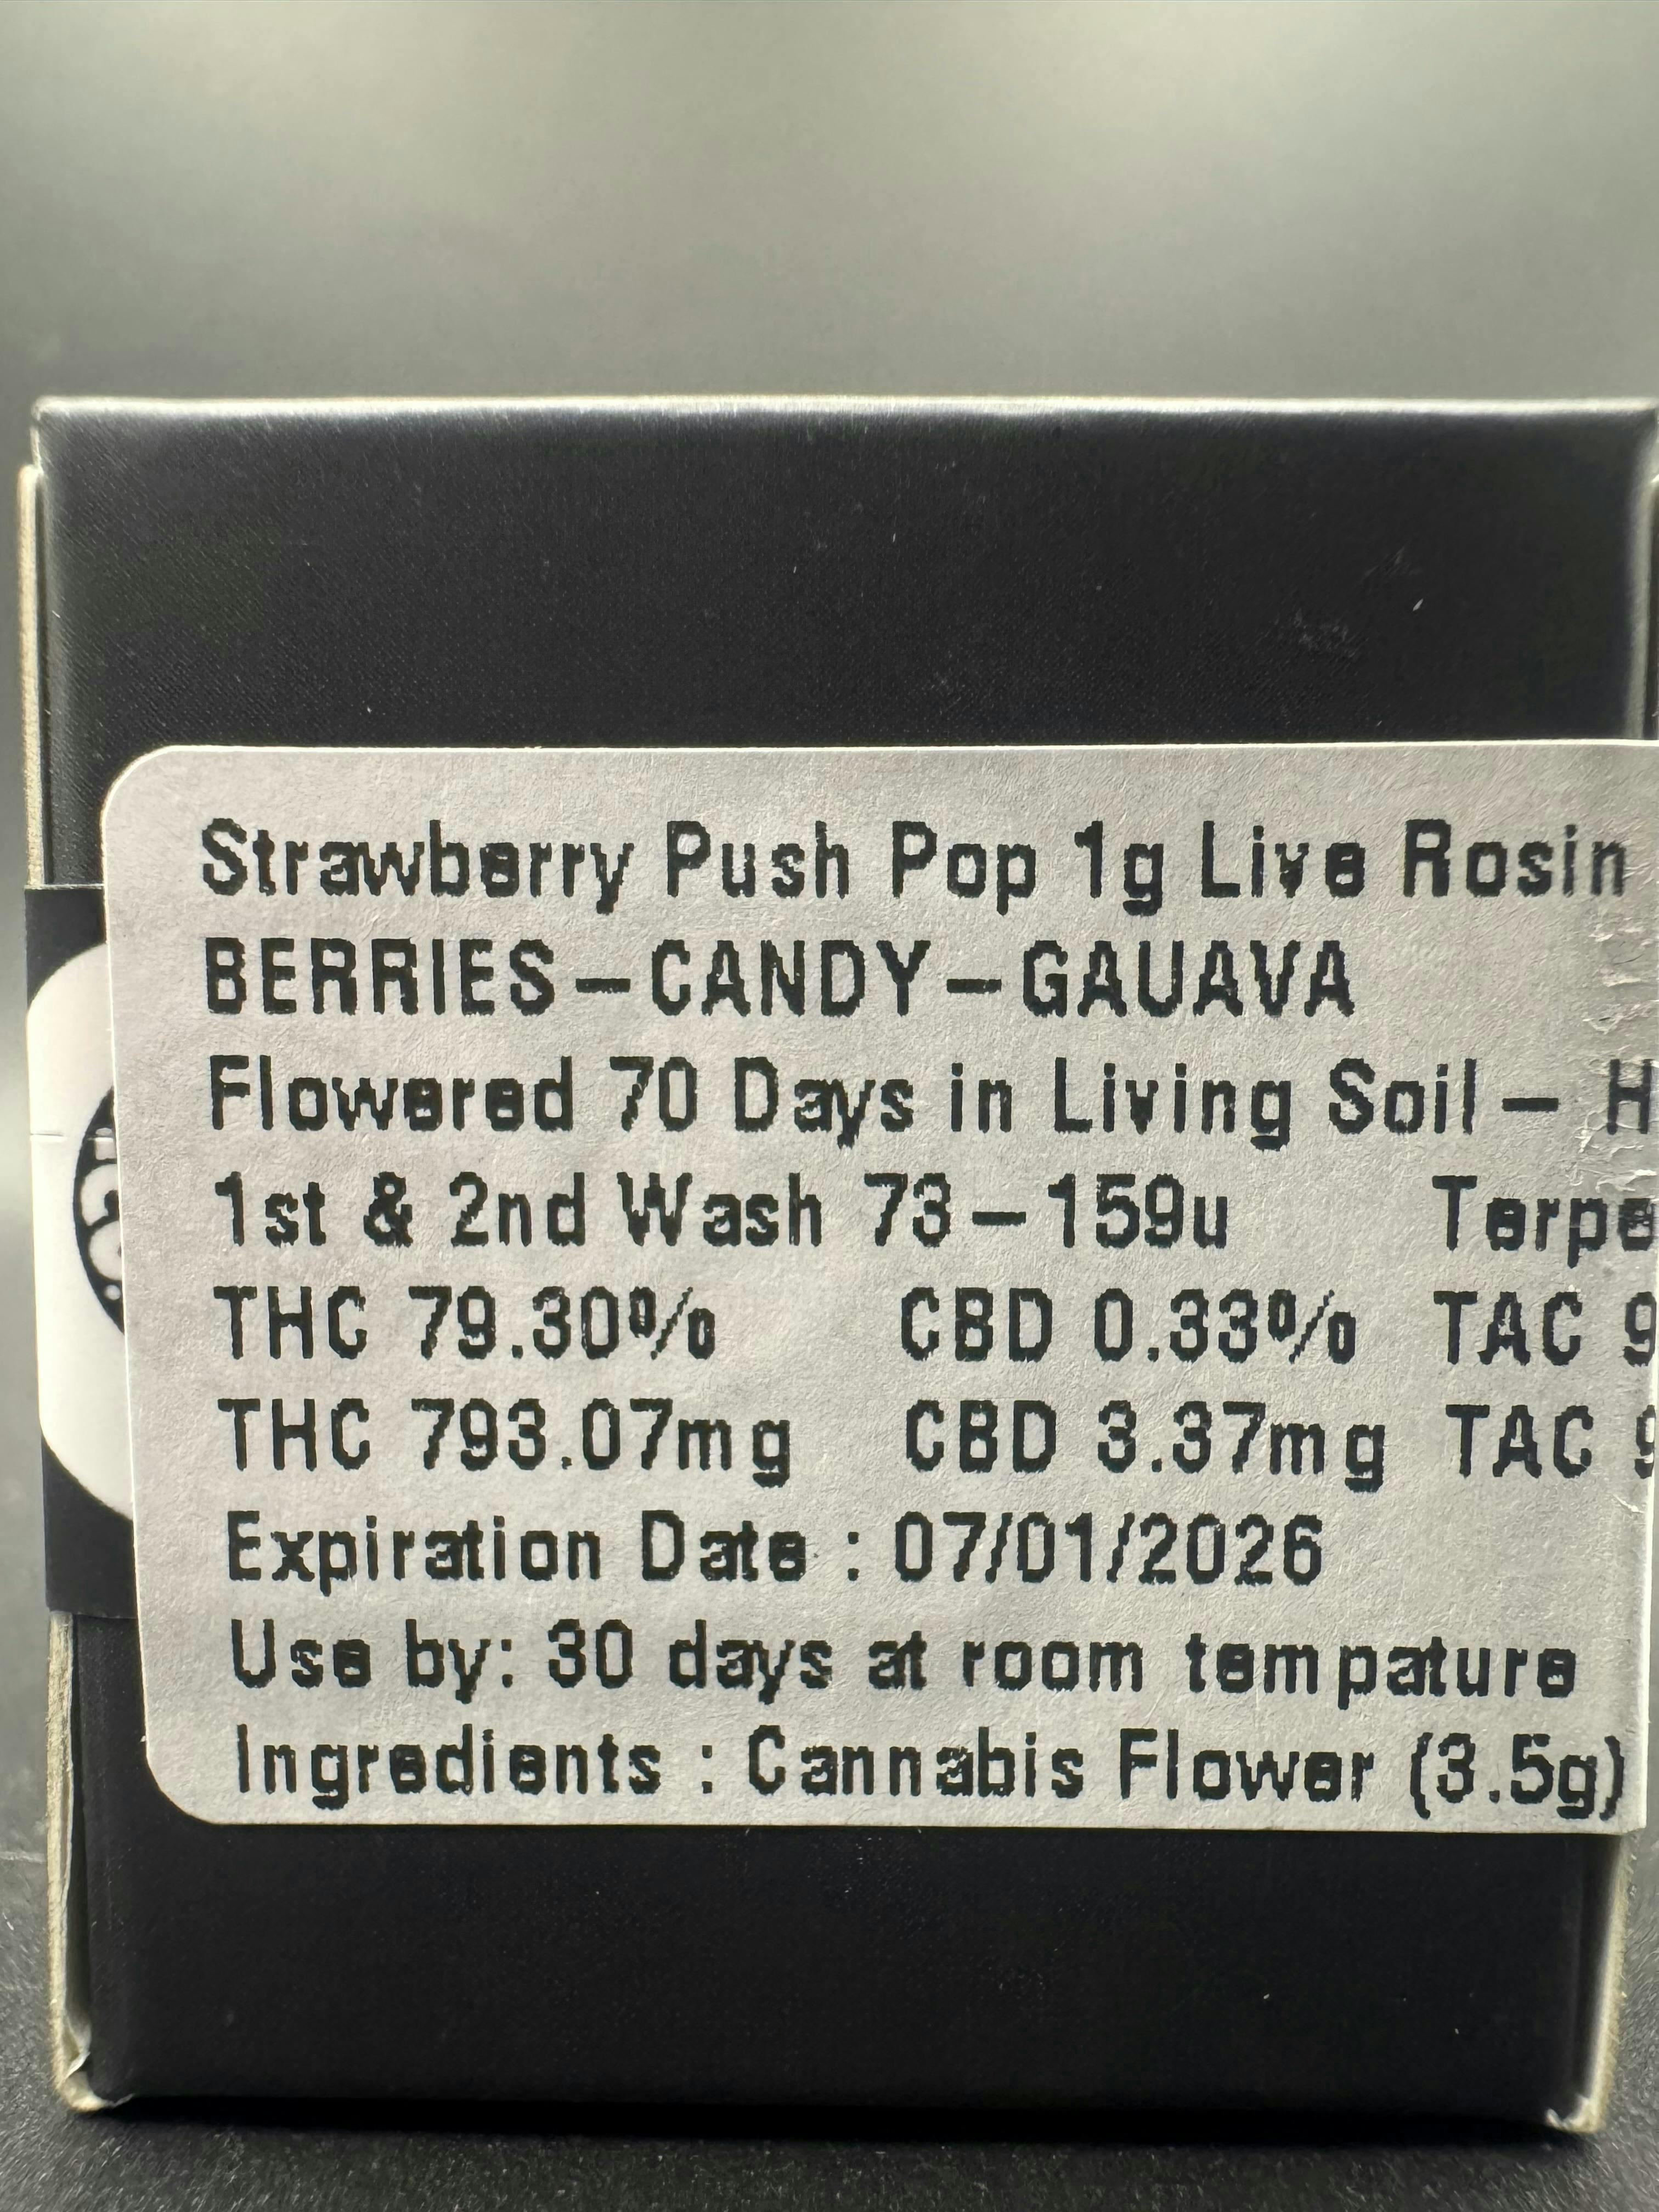 Strawberry Push Pop 1g Live Rosin
BERRIES-CANDY-GAUAVA
Flowered 70 Days in Living Soil - H
1st & 2nd Wash 73-159u
THC 79.30% CBD 0.33% TAC 9
THC 793.07mg CBD 3.37mg TAC 9
Expiration Date : 07/01/2026
Use by: 30 days at room tempature
Ingredients : Cannabis Flower (3.5g)